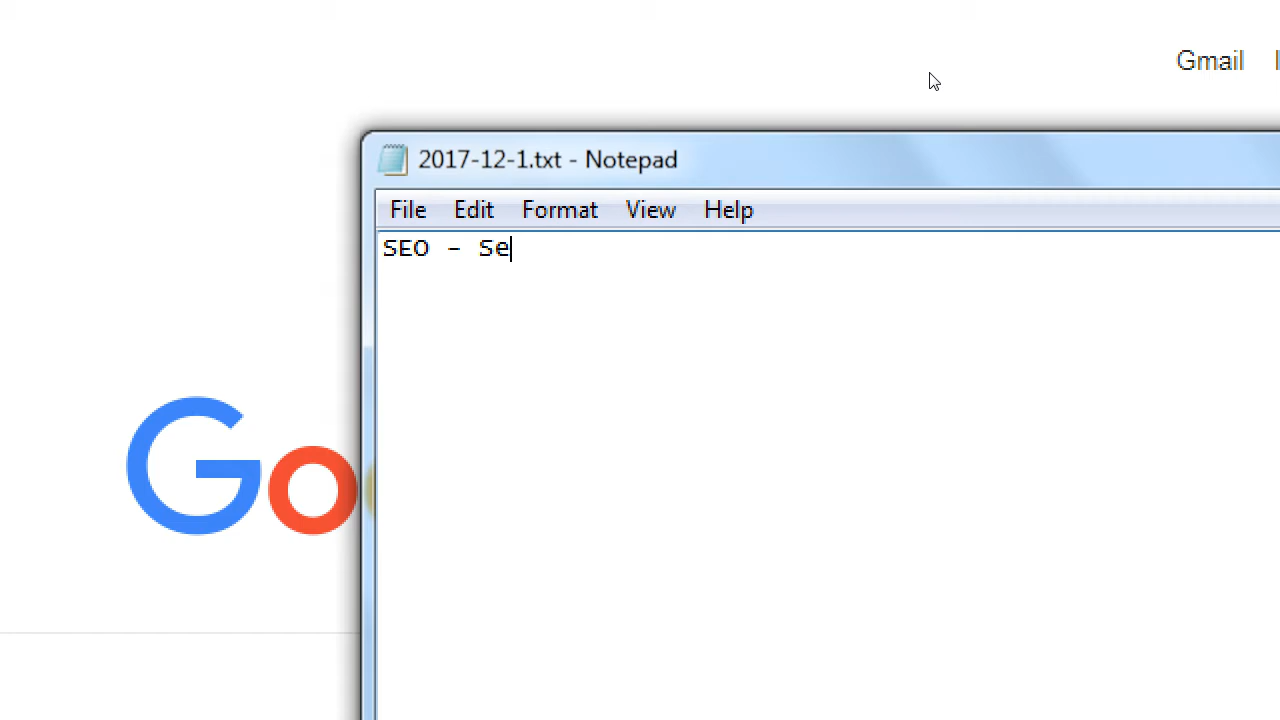 Gmail
2017-12-1.txt - Notepad
File Edit Format View Help
SEO - Se
Go